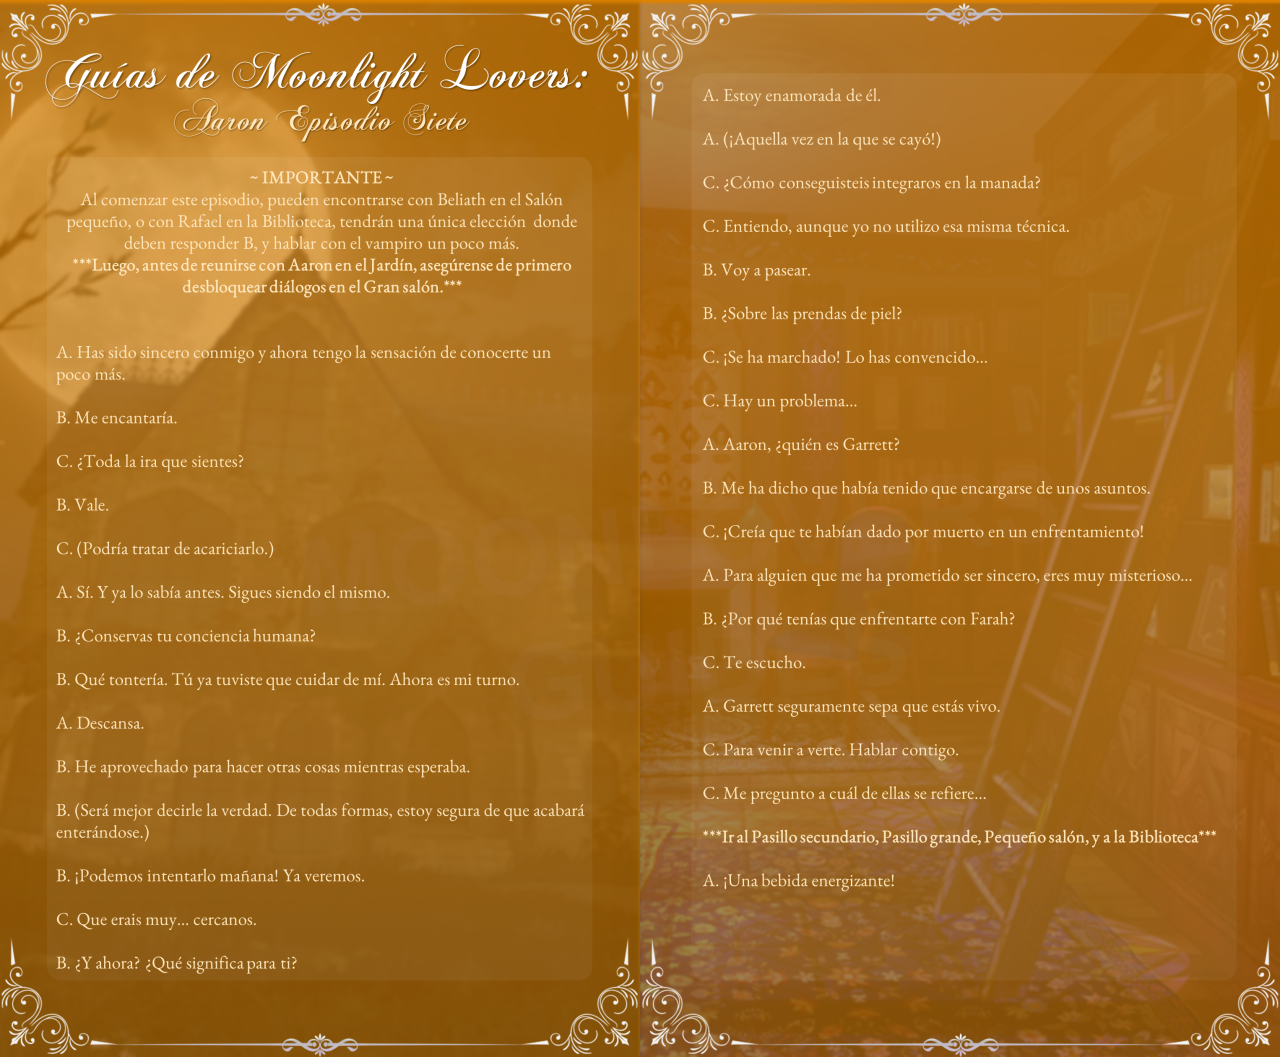 Guías de Moonlight Lovers:
Aaron Episodio Siete
~ IMPORTANTE ~
Al comenzar este episodio, pueden encontrarse con Beliath en el Salón
pequeño, o con Rafael en la Biblioteca, tendrán una única elección donde
deben responder B, y hablar con el vampiro un poco más.
***Luego, antes de reunirse con Aaron en el Jardín, asegúrense de primero
desbloquear diálogos en el Gran salón.***
A. Has sido sincero conmigo y ahora tengo la sensación de conocerte un
poco más.
B. Me encantaría.
C. ¿Toda la ira que sientes?
B. Vale.
C. (Podría tratar de acariciarlo.)
A. Sí. Y ya lo sabía antes. Sigues siendo el mismo.
B. ¿Conservas tu conciencia humana?
B. Qué tontería. Tú ya tuviste que cuidar de mí. Ahora es mi turno.
A. Descansa.
B. He aprovechado para hacer otras cosas mientras esperaba.
B. (Será mejor decirle la verdad. De todas formas, estoy segura de que acabará
enterándose.)
B. ¡Podemos intentarlo mañana! Ya veremos.
C. Que erais muy... cercanos.
B. ¿Y ahora? ¿Qué significa para ti?
A. Estoy enamorada de él.
A. (¡Aquella vez en la que se cayó!)
C. ¿Cómo conseguisteis integraros en la manada?
C. Entiendo, aunque yo no utilizo esa misma técnica.
B. Voy a pasear.
B. ¿Sobre las prendas de piel?
C. ¡Se ha marchado! Lo has convencido...
C. Hay un problema...
A. Aaron, ¿quién es Garrett?
B. Me ha dicho que había tenido que encargarse de unos asuntos.
C. ¡Creía que te habían dado por muerto en un enfrentamiento!
A. Para alguien que me ha prometido ser sincero, eres muy misterioso...
B. ¿Por qué tenías que enfrentarte con Farah?
C. Te escucho.
A. Garrett seguramente sepa que estás vivo.
C. Para venir a verte. Hablar contigo.
C. Me pregunto a cuál de ellas se refiere...
***Ir al Pasillo secundario, Pasillo grande, Pequeño salón, y a la Biblioteca***
A. ¡Una bebida energizante!